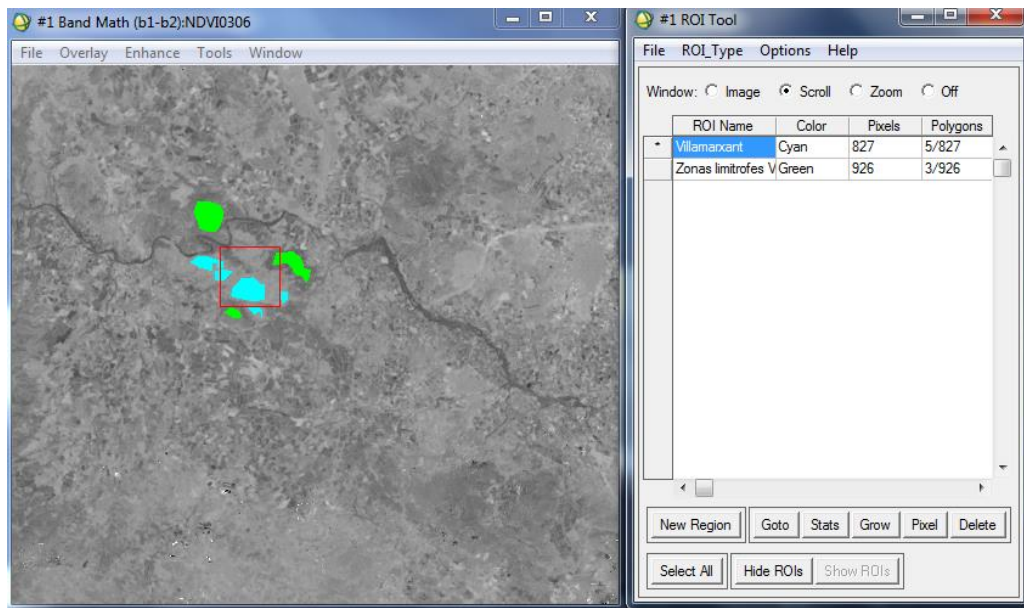 #1 Band Math (b1-b2):NDVI0306
File Overlay Enhance Tools Window
#1 ROI Tool
File ROI_Type Options Help
Window: Image Scroll Zoom Off
ROI Name Color Pixels Polygons
* Villamarxant Cyan 827 5/827
Zonas limitrofes V Green 926 3/926
New Region Goto Stats Grow Pixel Delete
Select All Hide ROIs Show ROIs